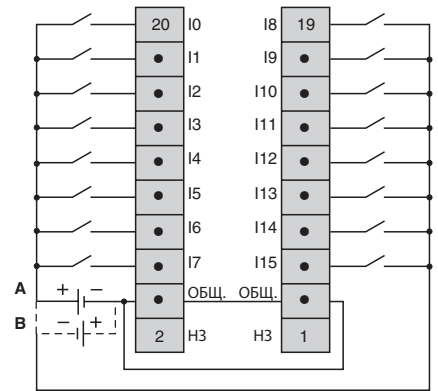 20 I0 I8 19
I1 I9
I2 I10
I3 I11
I4 I12
I5 I13
I6 I14
I7 I15
A + − ОБЩ. ОБЩ.
B − +
2 НЗ НЗ 1